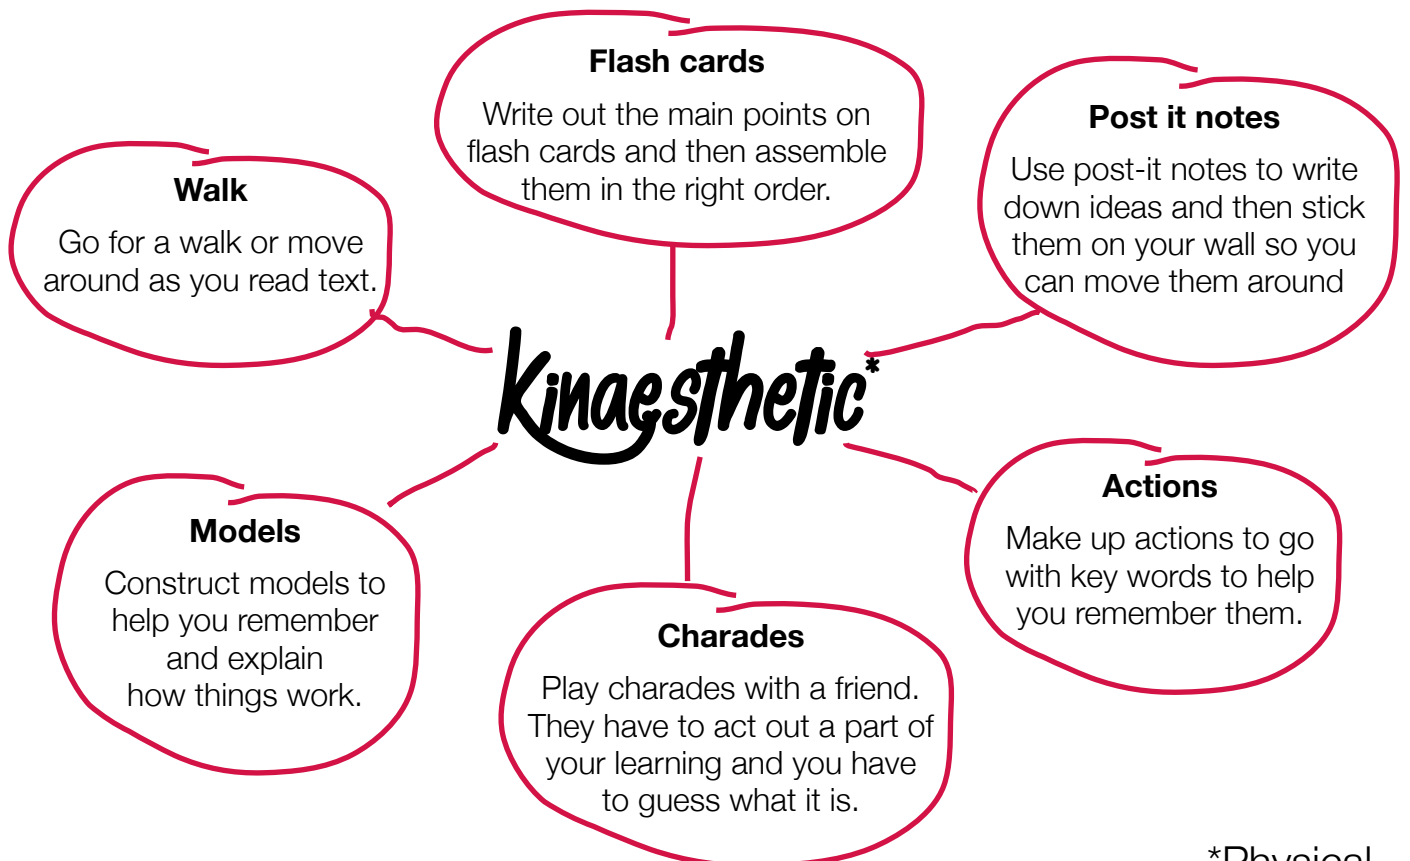 Flash cards
Write out the main points on
flash cards and then assemble
them in the right order.
Post it notes
Use post-it notes to write
down ideas and then stick
them on your wall so you
can move them around
Walk
Go for a walk or move
around as you read text.
Kinaesthetic*
Models
Construct models to
help you remember
and explain
how things work.
Charades
Play charades with a friend.
They have to act out a part of
your learning and you have
to guess what it is.
Actions
Make up actions to go
with key words to help
you remember them.
*Physical